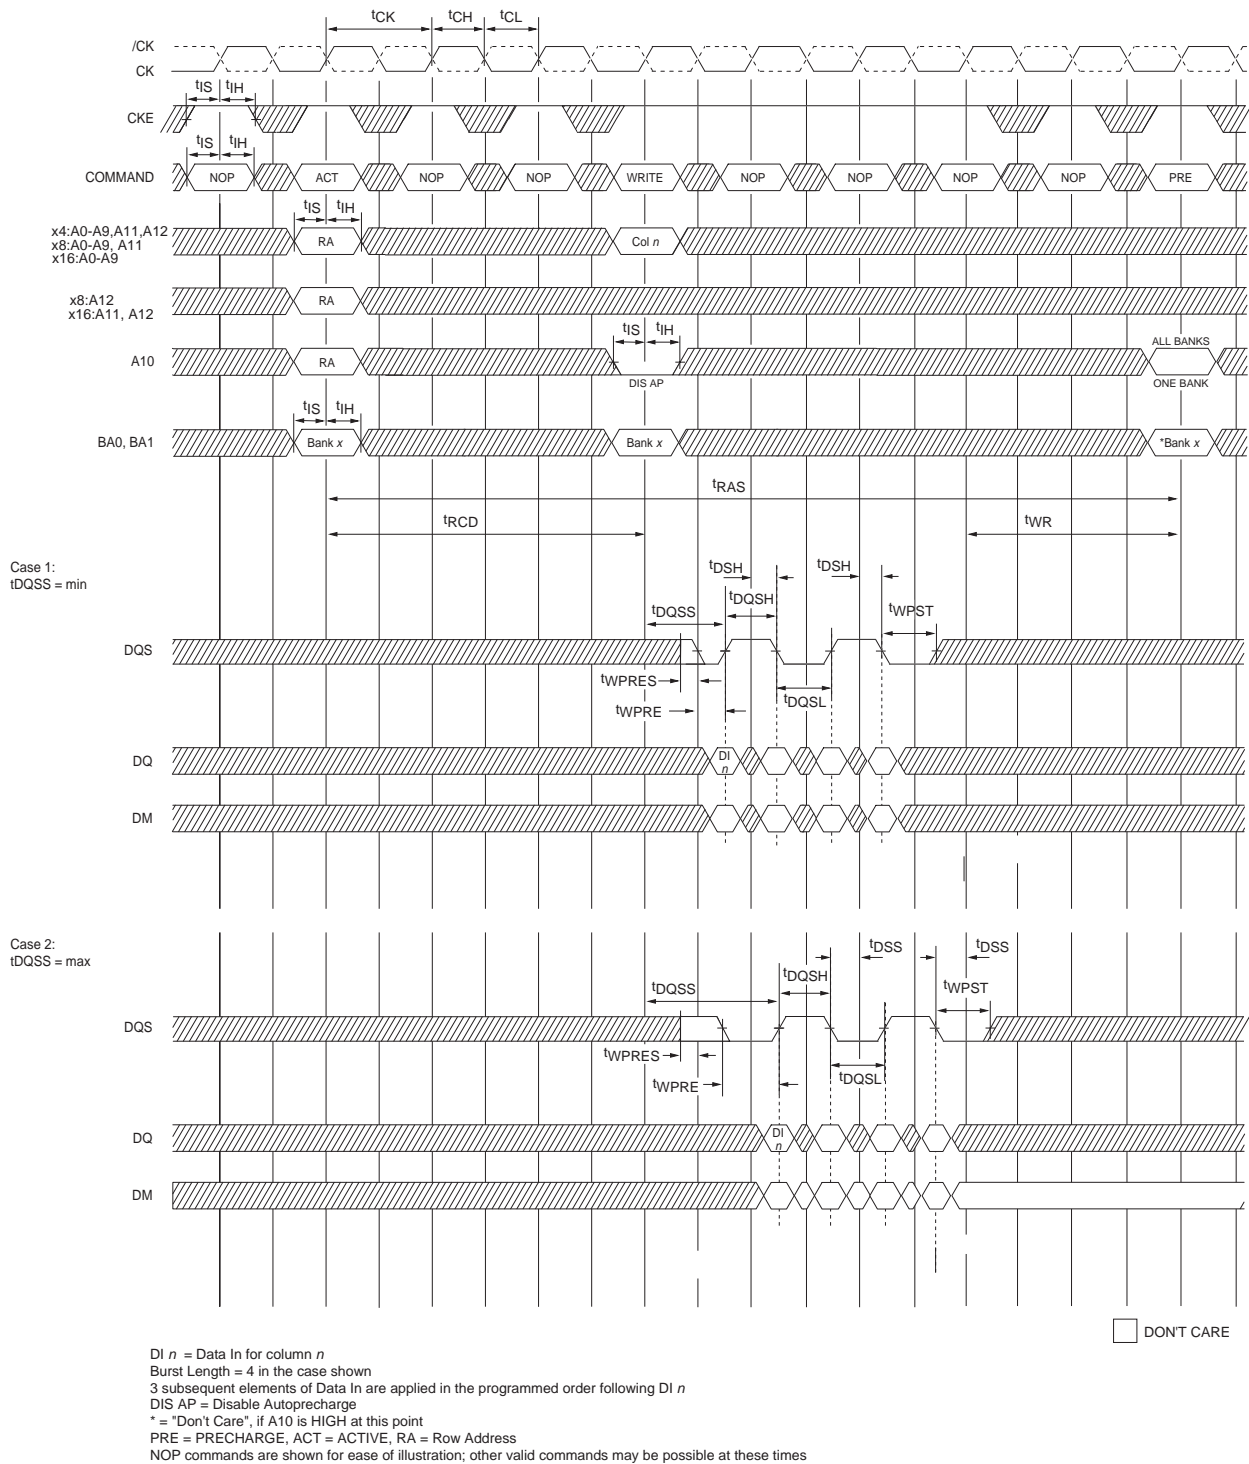 tCK tCH tCL
/CK
CK
tIS tIH
CKE
tIS tIH
COMMAND NOP ACT NOP NOP WRITE NOP NOP NOP NOP PRE
tIS tIH
x4:A0-A9,A11,A12
x8:A0-A9, A11
x16:A0-A9
RA Col n
x8:A12
x16:A11, A12
RA
tIS tIH
ALL BANKS
A10 RA
DIS AP ONE BANK
tIS tIH
BA0, BA1 Bank x Bank x *Bank x
tRAS
tRCD tWR
Case 1:
tDQSS = min
tDSH tDSH
tDQSS tDQSH tWPST
DQS
tWPRES
tDQSL
tWPRE
DQ DI
n
DM
Case 2:
tDQSS = max
tDSS tDSS
tDQSS tDQSH tWPST
DQS
tWPRES
tWPRE tDQSL
DQ DI
n
DM
DON'T CARE
DI n = Data In for column n
Burst Length = 4 in the case shown
3 subsequent elements of Data In are applied in the programmed order following DI n
DIS AP = Disable Autoprecharge
* = "Don't Care", if A10 is HIGH at this point
PRE = PRECHARGE, ACT = ACTIVE, RA = Row Address
NOP commands are shown for ease of illustration; other valid commands may be possible at these times